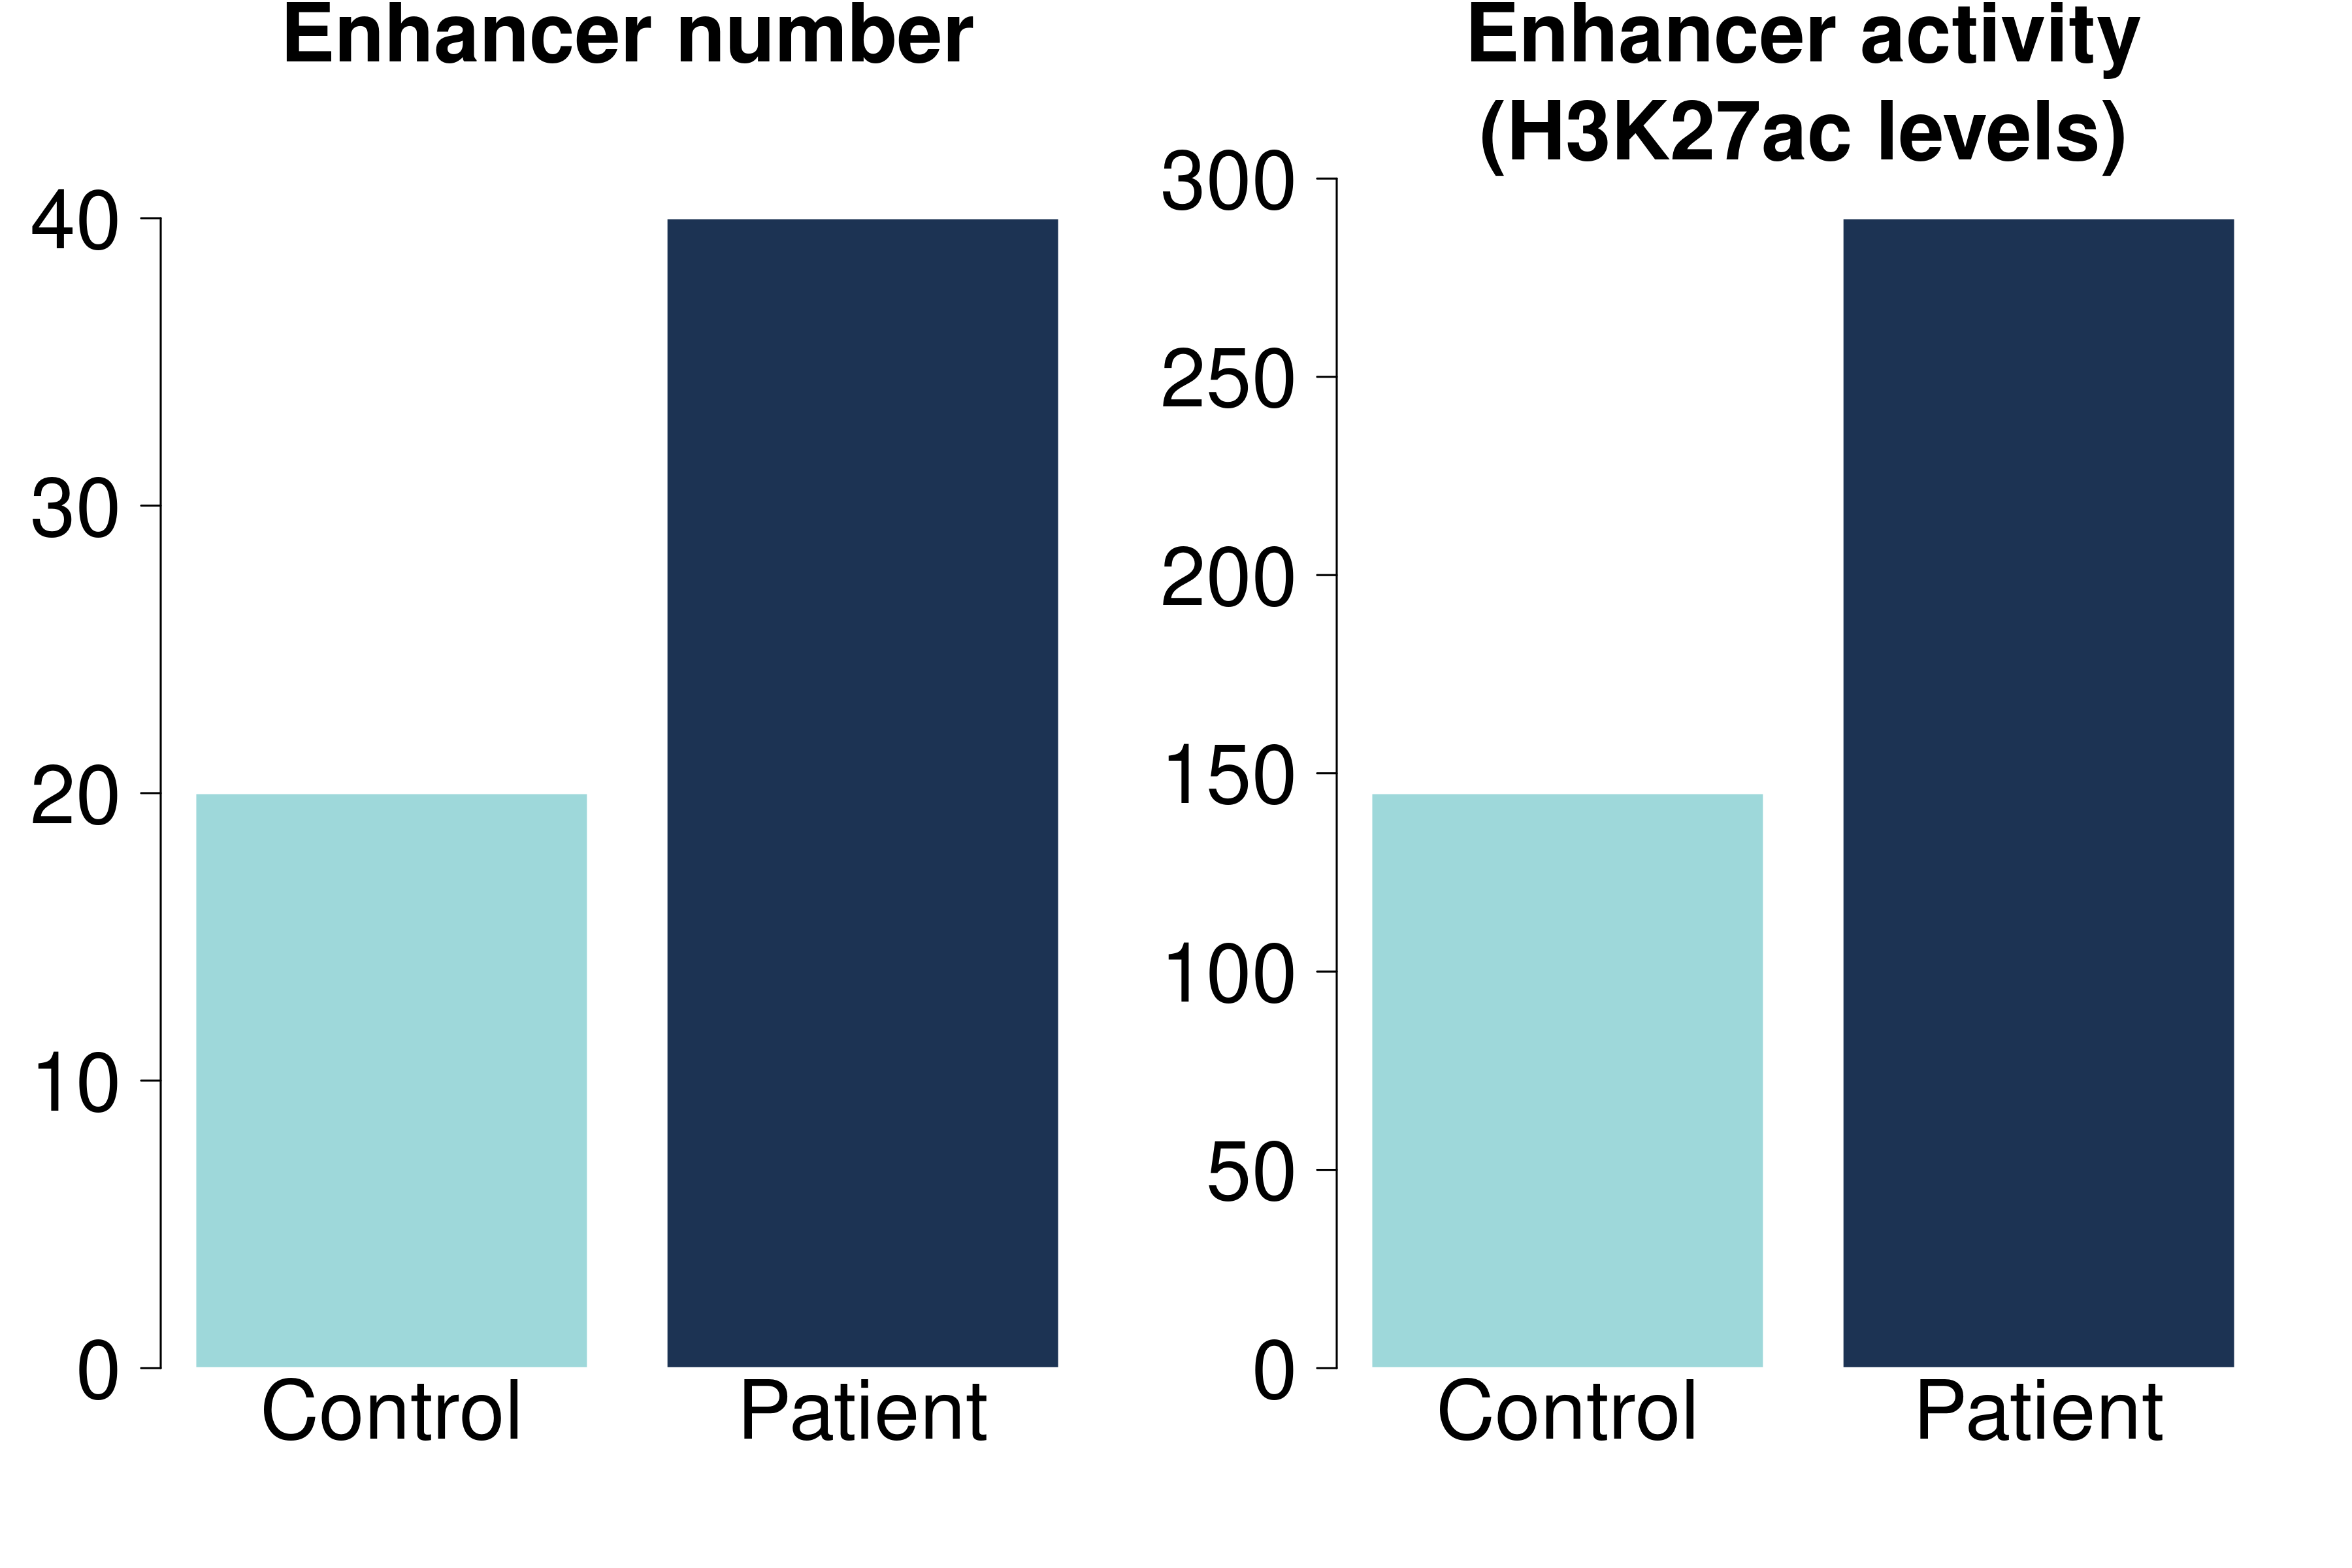 Enhancer number
40
30
20
10
0
Control Patient
Enhancer activity
(H3K27ac levels)
300
250
200
150
100
50
0
Control Patient